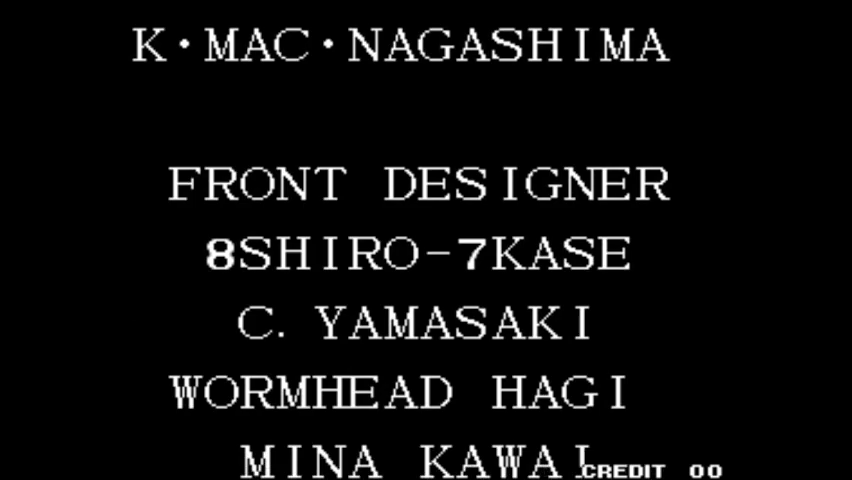 K·MAC·NAGASHIMA
FRONT DESIGNER
8SHIRO-7KASE
C. YAMASAKI
WORMHEAD HAGI
MINA KAWAI
CREDIT 00